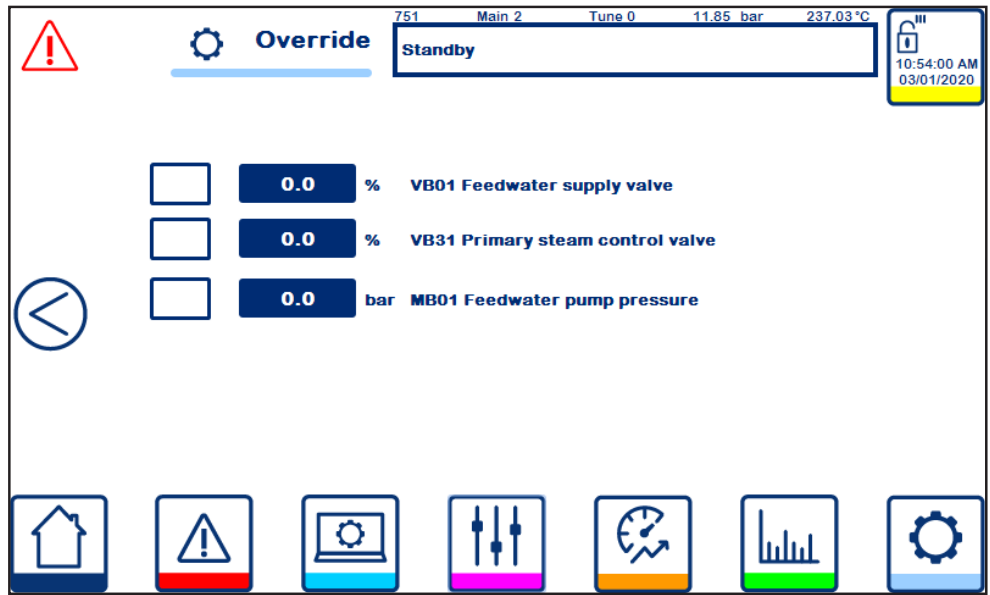 751 Main 2 Tune 0 11.85 bar 237.03 °C
Override
Standby
10:54:00 AM
03/01/2020
0.0 % VB01 Feedwater supply valve
0.0 % VB31 Primary steam control valve
0.0 bar MB01 Feedwater pump pressure